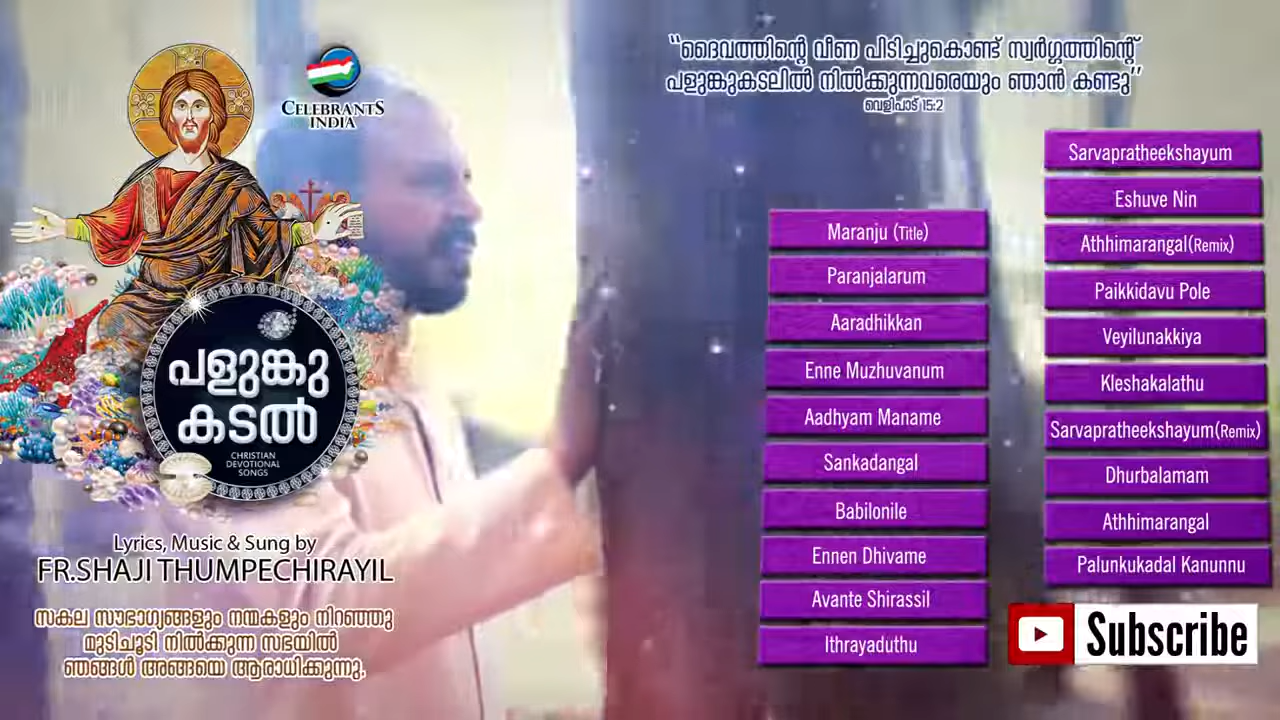 CELEBRANTS
INDIA
“ദൈവത്തിന്റെ വീണ പിടിച്ചുകൊണ്ട് സ്വർഗ്ഗത്തിന്റെ
പളുങ്കുകടലിൽ നിൽക്കുന്നവരെയും ഞാൻ കണ്ടു”
വെളിപാട് 15:2
പളുങ്കു
കടൽ
CHRISTIAN
DEVOTIONAL
SONGS
Lyrics, Music & Sung by
FR.SHAJI THUMPECHIRAYIL
സകല സൗഭാഗ്യങ്ങളും നന്മകളും നിറഞ്ഞു
മുടിചൂടി നിൽക്കുന്ന സഭയിൽ
ഞങ്ങൾ അങ്ങയെ ആരാധിക്കുന്നു.
Maranju (Title)
Paranjalarum
Aaradhikkan
Enne Muzhuvanum
Aadhyam Maname
Sankadangal
Babilonile
Ennen Dhivame
Avante Shirassil
Ithrayaduthu
Sarvapratheekshayum
Eshuve Nin
Athhimarangal(Remix)
Paikkidavu Pole
Veyilunakkiya
Kleshakalathu
Sarvapratheekshayum(Remix)
Dhurbalamam
Athhimarangal
Palunkukadal Kanunnu
Subscribe